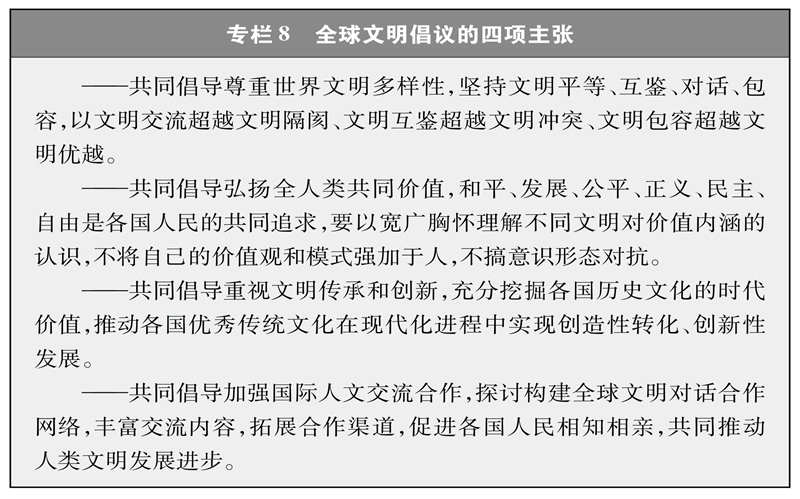 专栏8 全球文明倡议的四项主张
——共同倡导尊重世界文明多样性，坚持文明平等、互鉴、对话、包
容，以文明交流超越文明隔阂、文明互鉴超越文明冲突、文明包容超越文
明优越。
——共同倡导弘扬全人类共同价值，和平、发展、公平、正义、民主、
自由是各国人民的共同追求，要以宽广胸怀理解不同文明对价值内涵的
认识，不将自己的价值观和模式强加于人，不搞意识形态对抗。
——共同倡导重视文明传承和创新，充分挖掘各国历史文化的时代
价值，推动各国优秀传统文化在现代化进程中实现创造性转化、创新性
发展。
——共同倡导加强国际人文交流合作，探讨构建全球文明对话合作
网络，丰富交流内容，拓展合作渠道，促进各国人民相知相亲，共同推动
人类文明发展进步。